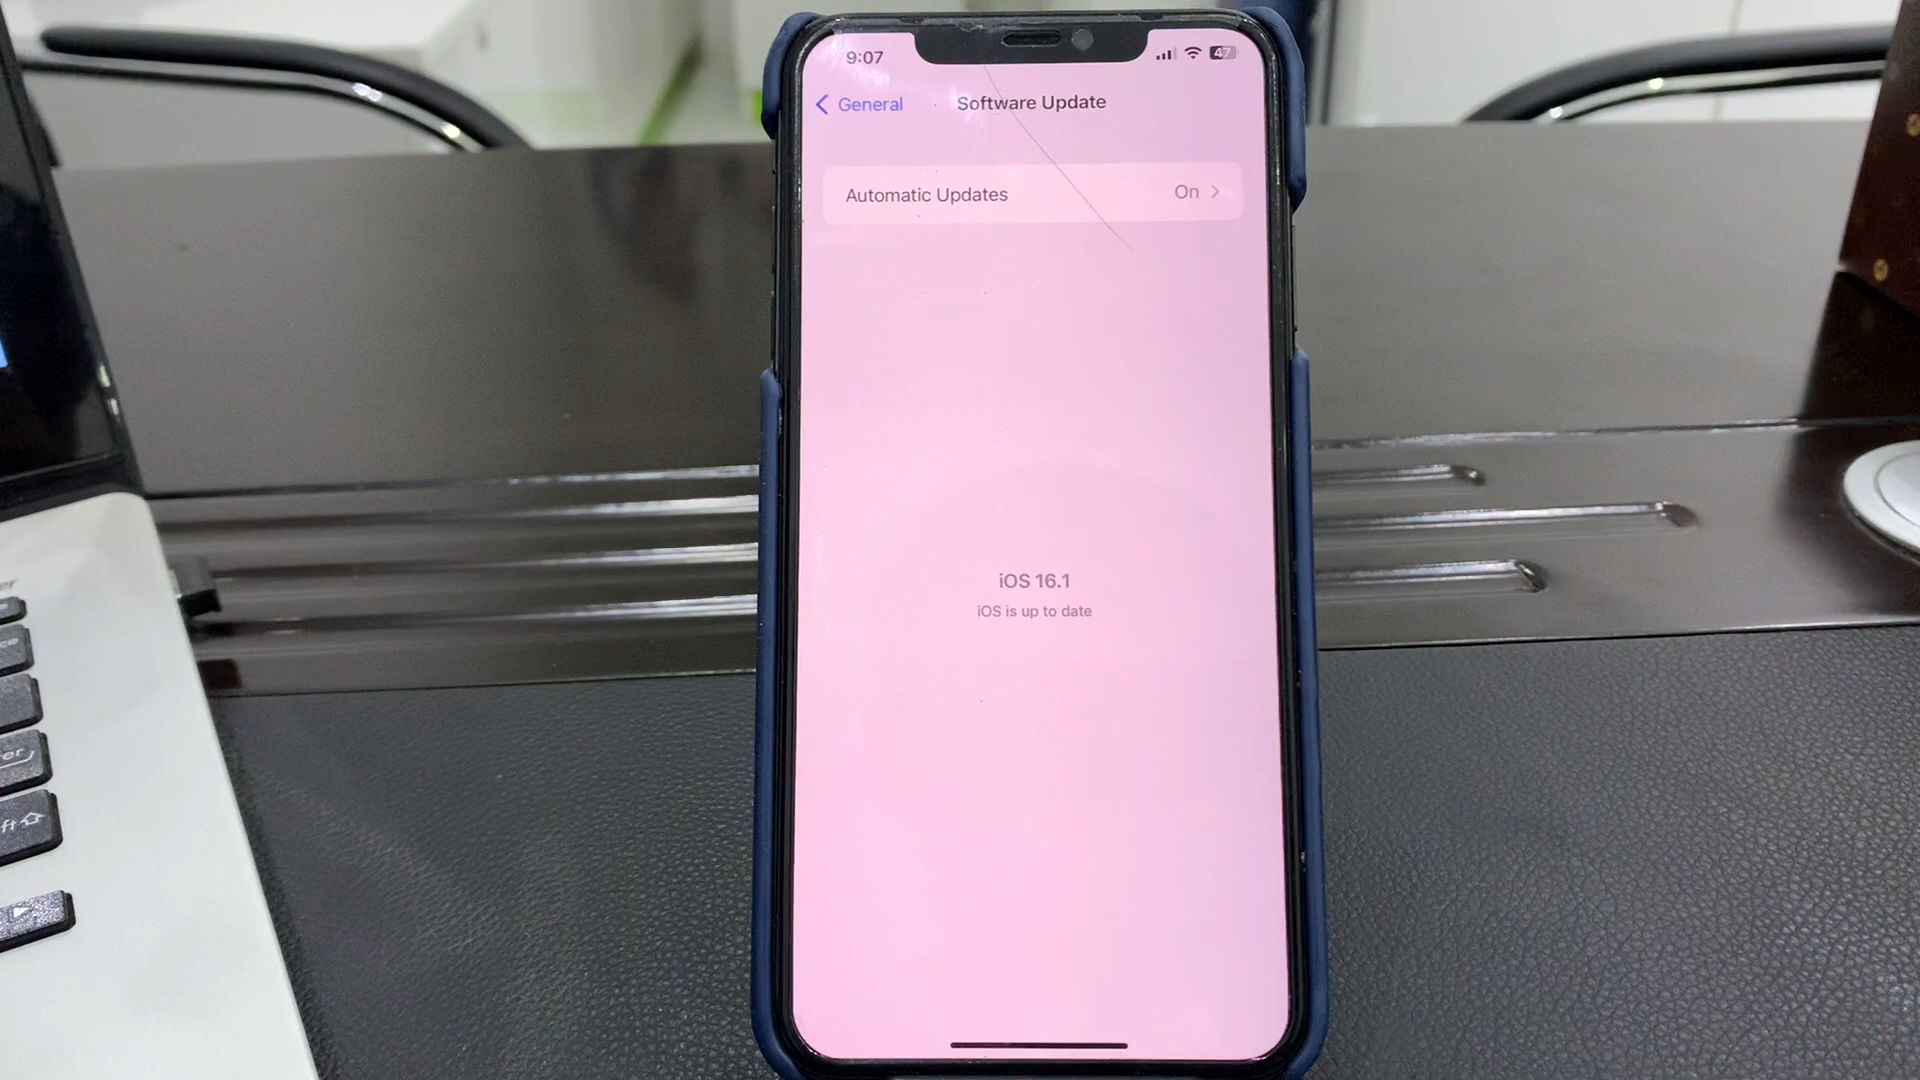 9:07
47
General
Software Update
Automatic Updates
On
iOS 16.1
iOS is up to date